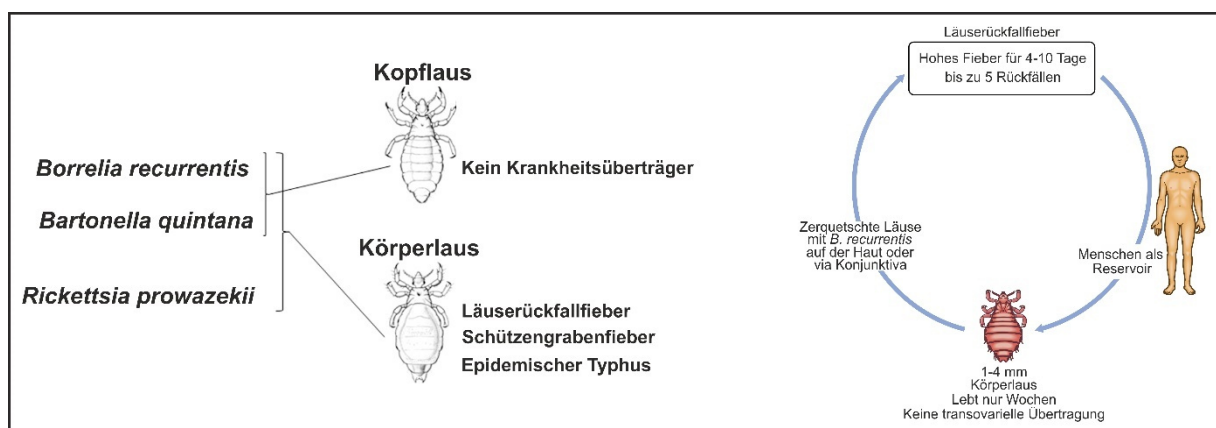 Kopflaus
Borrelia recurrentis
Kein Krankheitsüberträger
Bartonella quintana
Körperlaus
Rickettsia prowazekii
Läuserückfallfieber
Schützengrabenfieber
Epidemischer Typhus
Läuserückfallfieber
Hohes Fieber für 4-10 Tage
bis zu 5 Rückfällen
Zerquetschte Läuse
mit B. recurrentis
auf der Haut oder
via Konjunktiva
Menschen als
Reservoir
1-4 mm
Körperlaus
Lebt nur Wochen
Keine transovarielle Übertragung